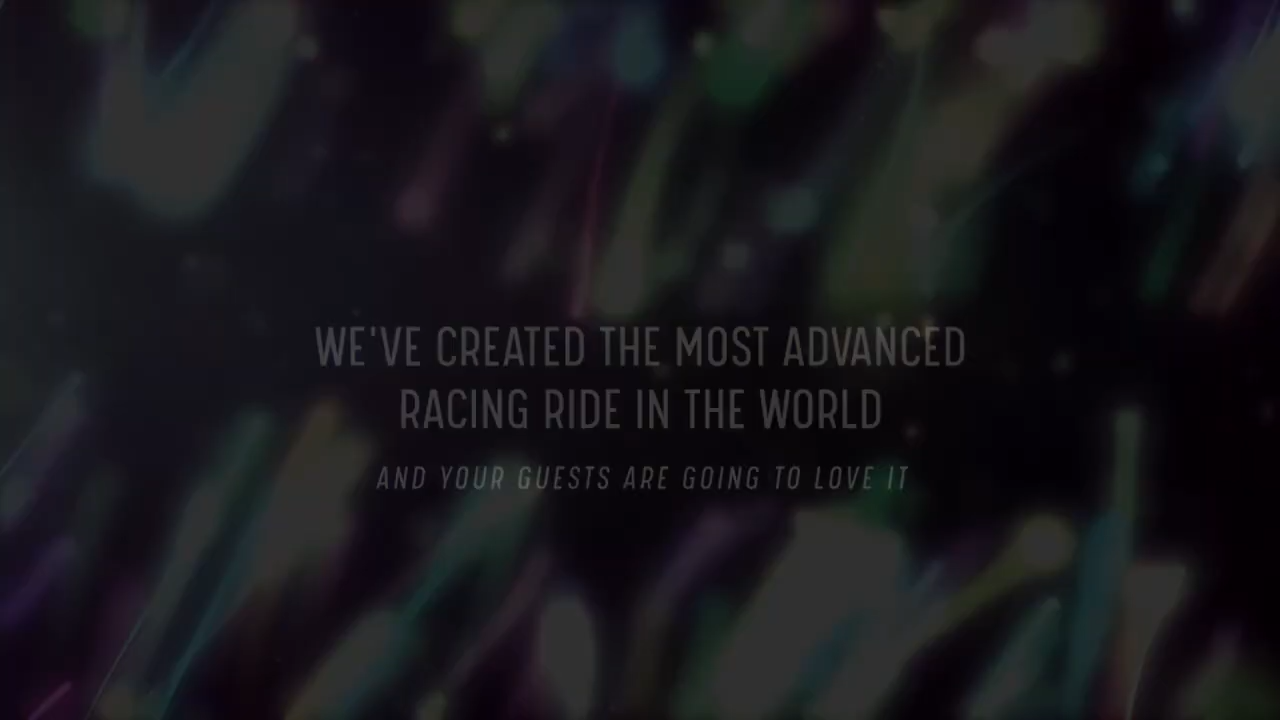 WE'VE CREATED THE MOST ADVANCED
RACING RIDE IN THE WORLD
AND YOUR GUESTS ARE GOING TO LOVE IT